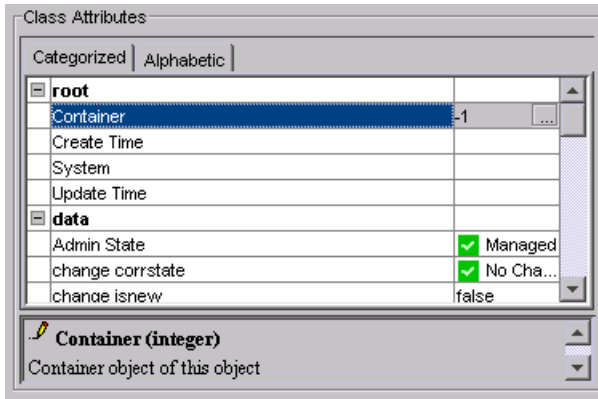 Class Attributes
Categorized Alphabetic
root
Container -1 ...
Create Time
System
Update Time
data
Admin State Managed
change corrstate No Cha...
change isnew false
Container (integer)
Container object of this object